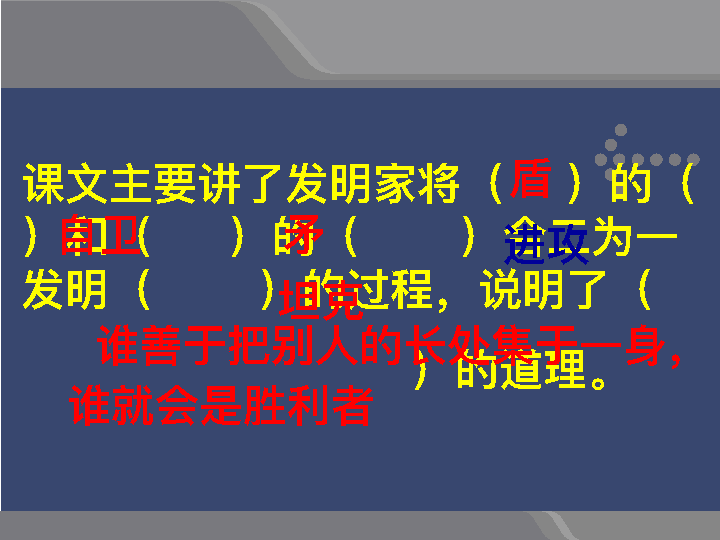 课文主要讲了发明家将（盾）的（
）和（ ）的（ ）合二为一
自卫 矛 进攻
发明（ ）的过程，说明了（
坦克
谁善于把别人的长处集于一身，
）的道理。
谁就会是胜利者